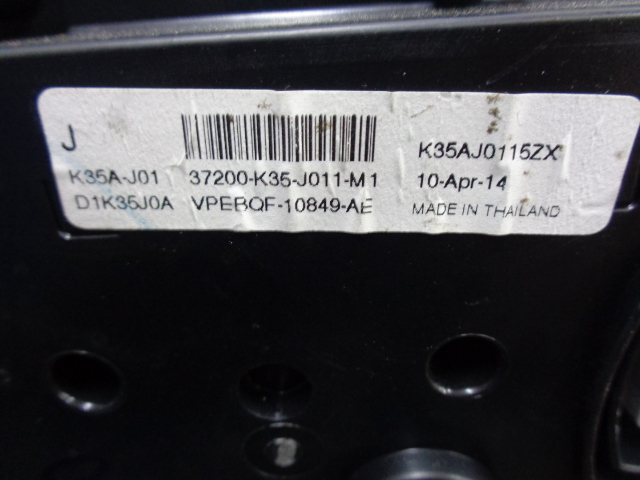 J
K35A-J01 37200-K35-J011-M1
D1K35J0A VPEBQF-10849-AE
K35AJ0115ZX
10-Apr-14
MADE IN THAILAND